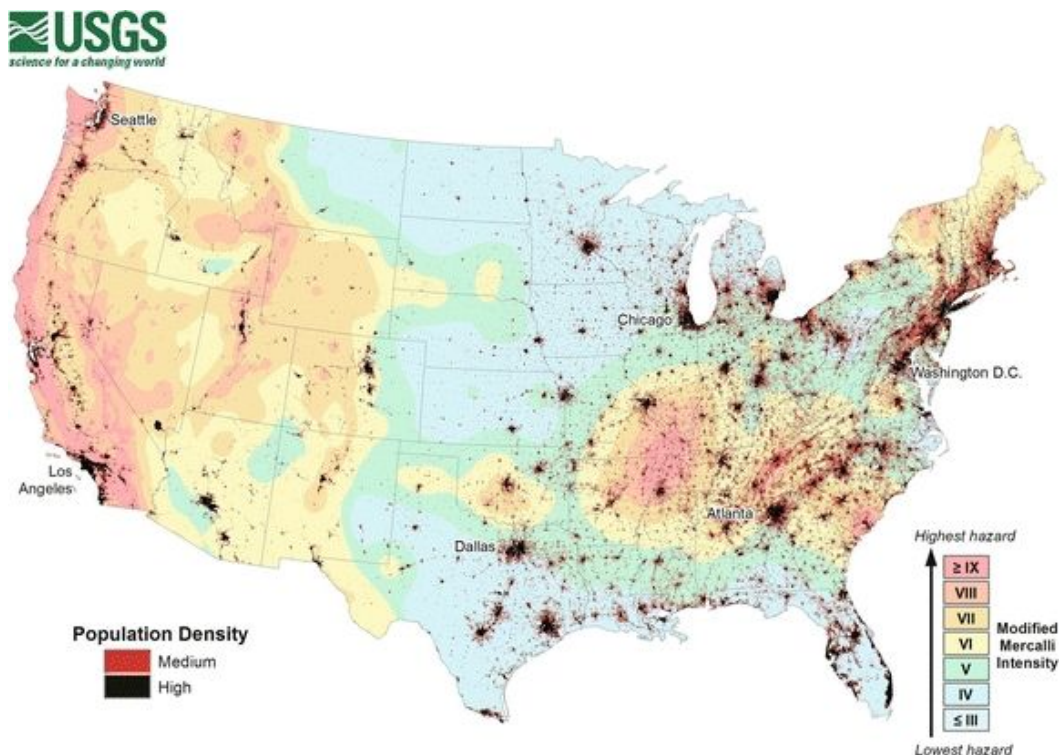 USGS
science for a changing world
Seattle
Chicago
Washington D.C.
Los
Angeles
Atlanta
Dallas
Population Density
Medium
High
Highest hazard
≥ IX
VIII
VII
VI
V
IV
≤ III
Modified
Mercalli
Intensity
Lowest hazard